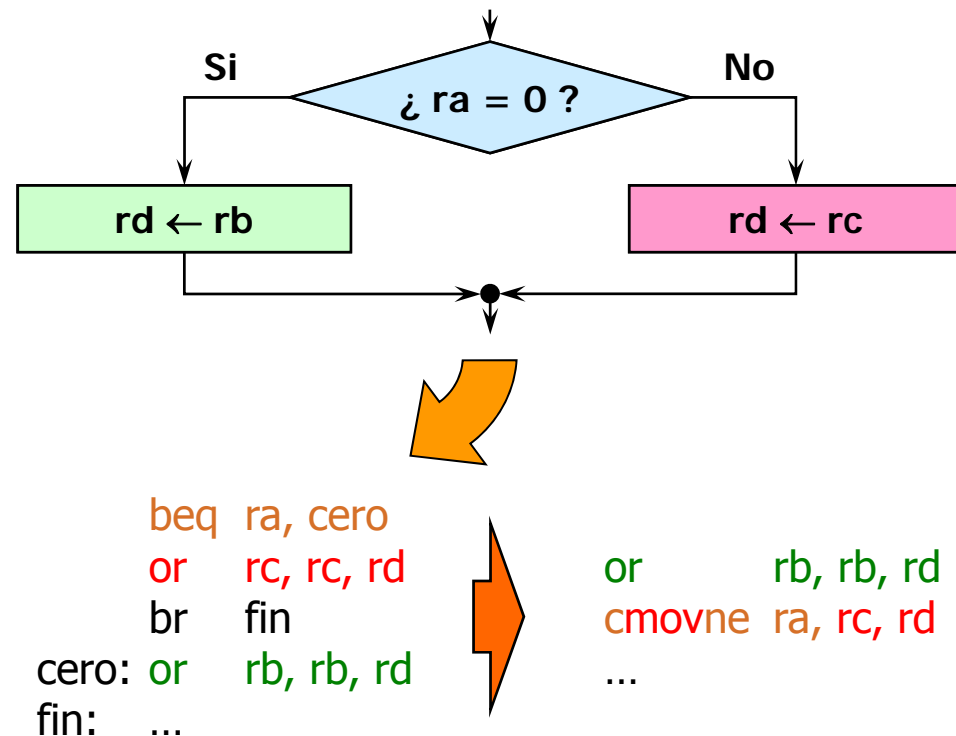 Si
No
¿ ra = 0 ?
rd ← rb
rd ← rc
beq ra, cero
or rc, rc, rd
br fin
cero: or rb, rb, rd
fin: ...
or rb, rb, rd
cmovne ra, rc, rd
...